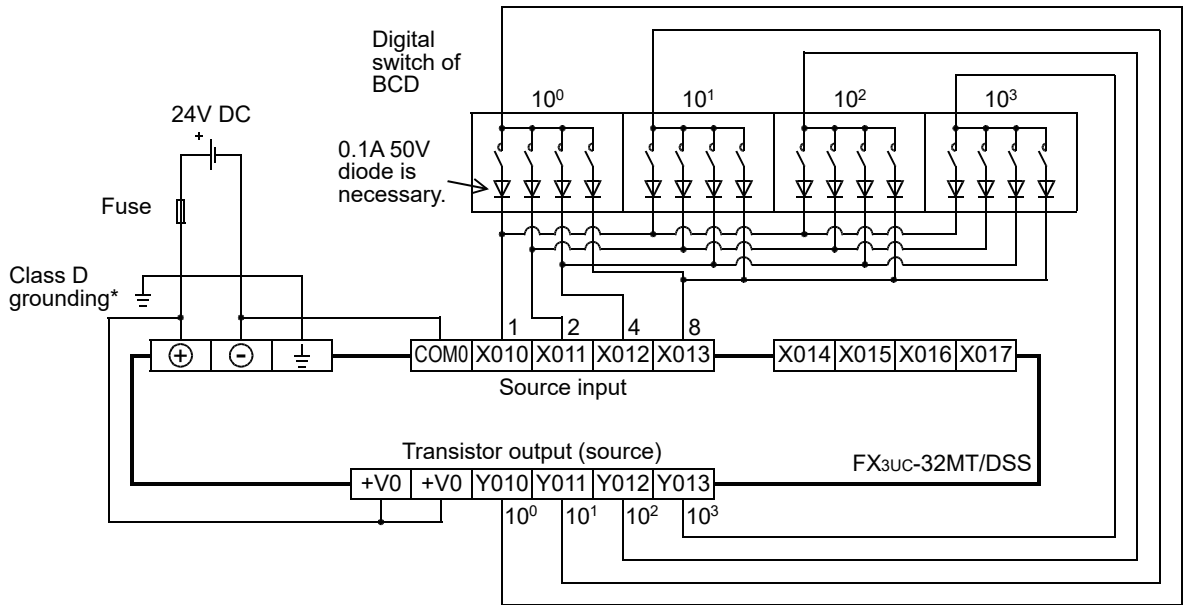 Digital
switch of
BCD
10⁰ 10¹ 10² 10³
24V DC
+
0.1A 50V
diode is
necessary.
Fuse
Class D
grounding*
1 2 4 8
+ - COM0 X010 X011 X012 X013 X014 X015 X016 X017
Source input
Transistor output (source)
FX3UC-32MT/DSS
+V0 +V0 Y010 Y011 Y012 Y013
10⁰ 10¹ 10² 10³